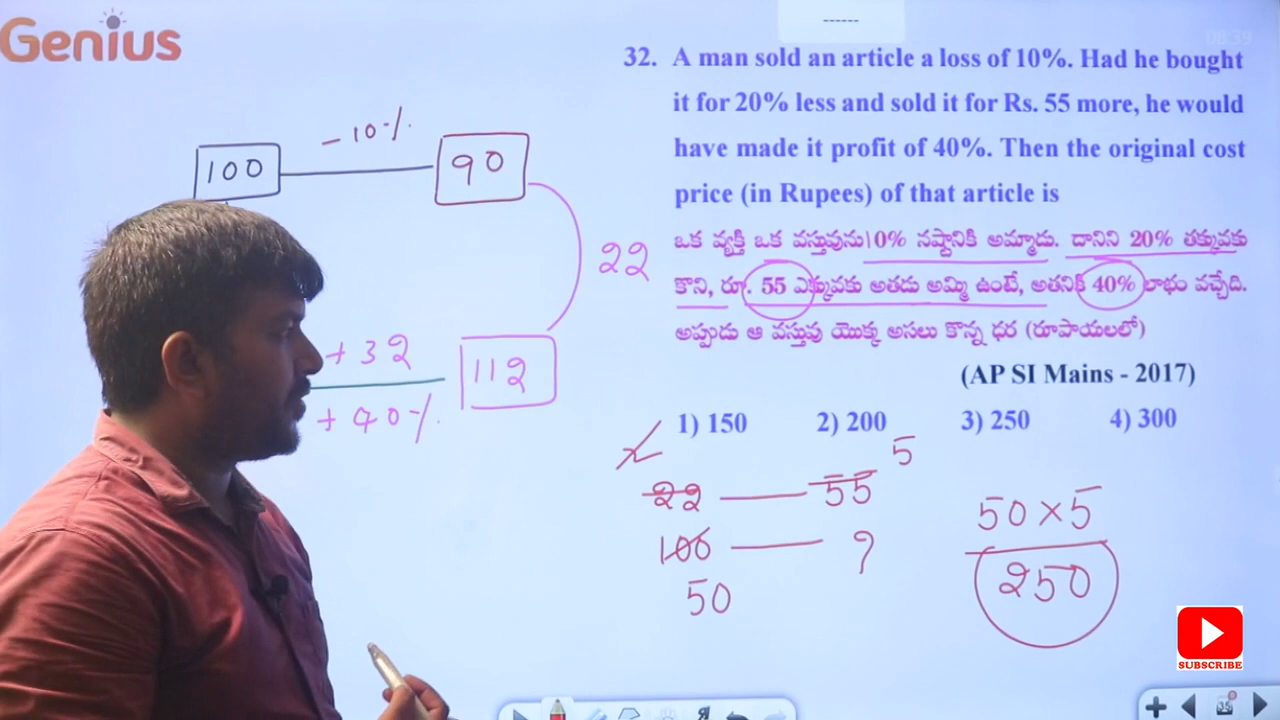 Genius
------
08:39
32. A man sold an article a loss of 10%. Had he bought
it for 20% less and sold it for Rs. 55 more, he would
have made it profit of 40%. Then the original cost
price (in Rupees) of that article is
ఒక వ్యక్తి ఒక వస్తువును10% నష్టానికి అమ్మాడు. దానిని 20% తక్కువకు
కొని, రూ. 55 ఎక్కువకు అతడు అమ్మి ఉంటే, అతనికి 40% లాభం వచ్చేది.
అప్పుడు ఆ వస్తువు యొక్క అసలు కొన్న ధర (రూపాయలలో)
(AP SI Mains - 2017)
1) 150 2) 200 3) 250 4) 300
100 - 10% 90
22
+ 32 112
+ 40%
5
22 — 55
100 — ?
50
50 × 5
250
SUBSCRIBE
35